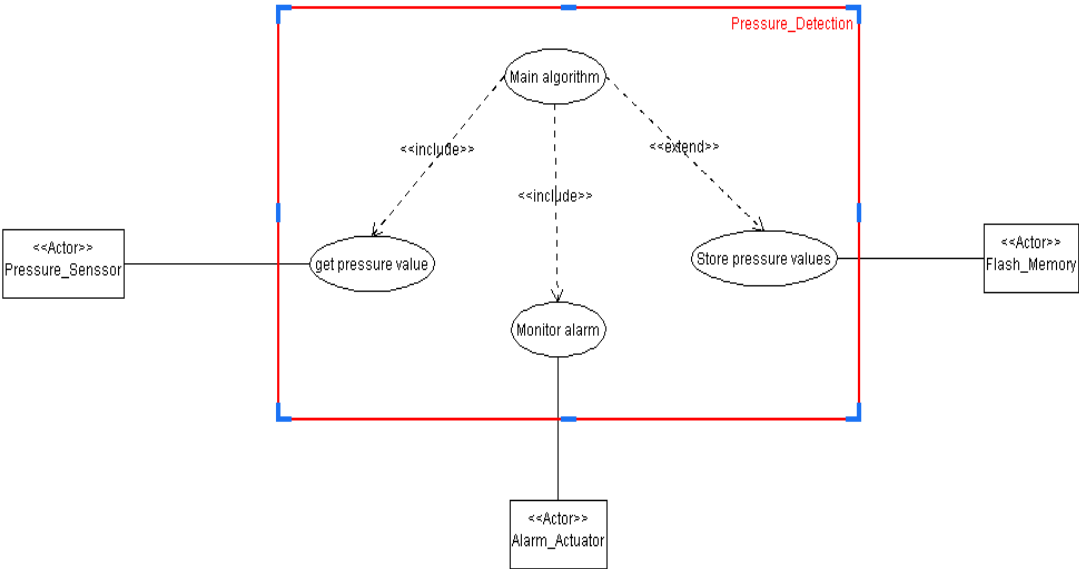 Pressure_Detection
Main algorithm
<<include>>
<<extend>>
<<include>>
<<Actor>>
Pressure_Senssor
get pressure value
Store pressure values
<<Actor>>
Flash_Memory
Monitor alarm
<<Actor>>
Alarm_Actuator